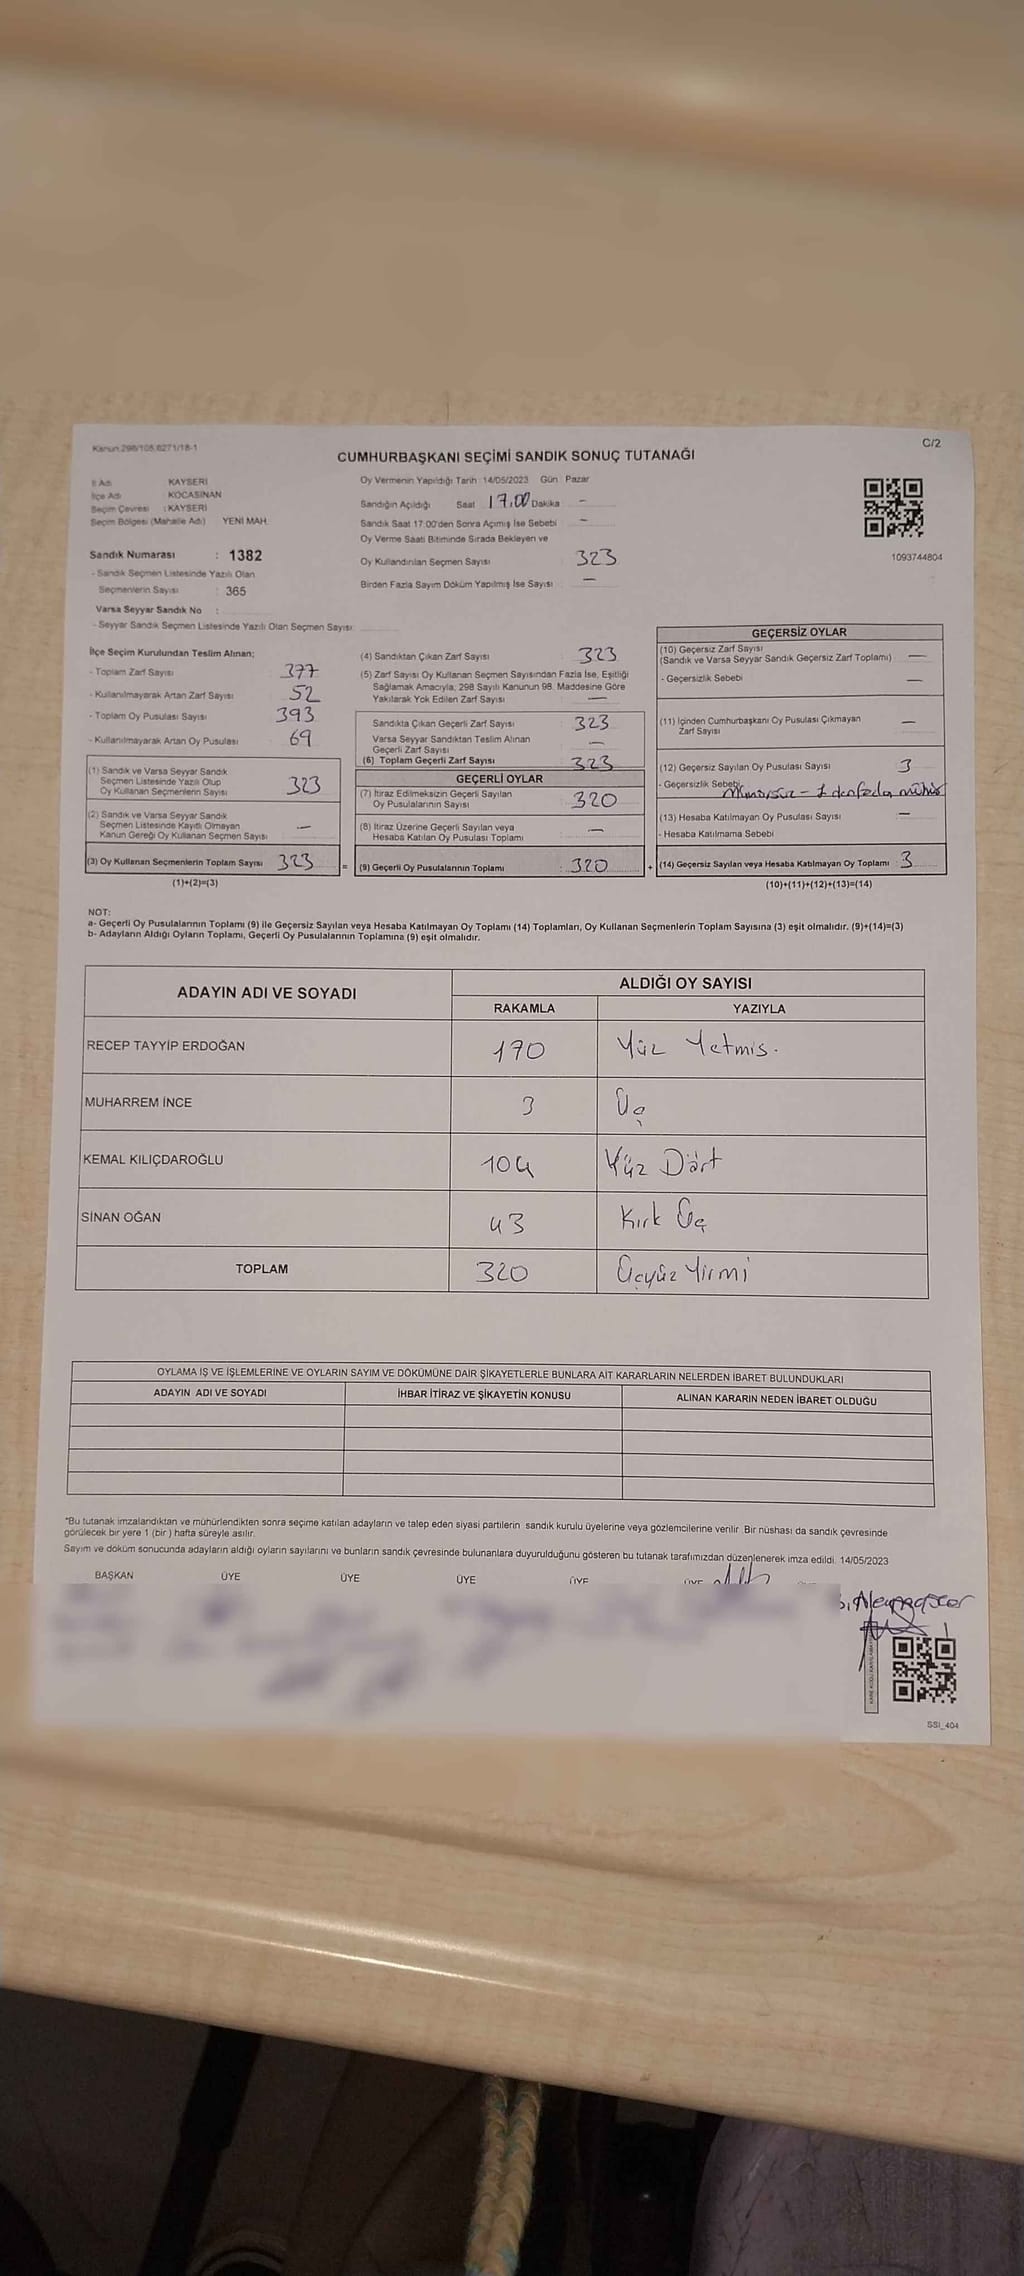 Kanun:298/105,6271/18-1
C/2
CUMHURBAŞKANI SEÇİMİ SANDIK SONUÇ TUTANAĞI
İl Adı KAYSERİ
İlçe Adı KOCASİNAN
Seçim Çevresi : KAYSERİ
Seçim Bölgesi (Mahalle Adı) YENİ MAH.
Sandık Numarası : 1382
- Sandık Seçmen Listesinde Yazılı Olan
Seçmenlerin Sayısı : 365
Varsa Seyyar Sandık No :
- Seyyar Sandık Seçmen Listesinde Yazılı Olan Seçmen Sayısı:
Oy Vermenin Yapıldığı Tarih 14/05/2023 Gün Pazar
Sandığın Açıldığı Saat 17,00 Dakika –
Sandık Saat 17:00'den Sonra Açılmış İse Sebebi –
Oy Verme Saati Bitiminde Sırada Bekleyen ve
Oy Kullandırılan Seçmen Sayısı 323
Birden Fazla Sayım Döküm Yapılmış İse Sayısı : —
1093744804
İlçe Seçim Kurulundan Teslim Alınan;
- Toplam Zarf Sayısı 377
- Kullanılmayarak Artan Zarf Sayısı 52
- Toplam Oy Pusulası Sayısı 393
- Kullanılmayarak Artan Oy Pusulası 69
(1) Sandık ve Varsa Seyyar Sandık
Seçmen Listesinde Yazılı Olup
Oy Kullanan Seçmenlerin Sayısı 323
(2) Sandık ve Varsa Seyyar Sandık
Seçmen Listesinde Kayıtlı Olmayan
Kanun Gereği Oy Kullanan Seçmen Sayısı : —
(3) Oy Kullanan Seçmenlerin Toplam Sayısı 323 =
(1)+(2)=(3)
(4) Sandıktan Çıkan Zarf Sayısı 323
(5) Zarf Sayısı Oy Kullanan Seçmen Sayısından Fazla İse, Eşitliği
Sağlamak Amacıyla, 298 Sayılı Kanunun 98. Maddesine Göre
Yakılarak Yok Edilen Zarf Sayısı : —
Sandıkta Çıkan Geçerli Zarf Sayısı : 323
Varsa Seyyar Sandıktan Teslim Alınan
Geçerli Zarf Sayısı —
(6) Toplam Geçerli Zarf Sayısı 323
GEÇERLİ OYLAR
(7) İtiraz Edilmeksizin Geçerli Sayılan
Oy Pusulalarının Sayısı 320
(8) İtiraz Üzerine Geçerli Sayılan veya
Hesaba Katılan Oy Pusulası Toplamı —
(9) Geçerli Oy Pusulalarının Toplamı : 320 +
GEÇERSİZ OYLAR
(10) Geçersiz Zarf Sayısı
(Sandık ve Varsa Seyyar Sandık Geçersiz Zarf Toplamı) —
- Geçersizlik Sebebi —
(11) İçinden Cumhurbaşkanı Oy Pusulası Çıkmayan
Zarf Sayısı —
(12) Geçersiz Sayılan Oy Pusulası Sayısı 3
- Geçersizlik Sebebi Mühürsüz - 1 den fazla mühür
(13) Hesaba Katılmayan Oy Pusulası Sayısı —
- Hesaba Katılmama Sebebi
(14) Geçersiz Sayılan veya Hesaba Katılmayan Oy Toplamı 3
(10)+(11)+(12)+(13)=(14)
NOT:
a- Geçerli Oy Pusulalarının Toplamı (9) ile Geçersiz Sayılan veya Hesaba Katılmayan Oy Toplamı (14) Toplamları, Oy Kullanan Seçmenlerin Toplam Sayısına (3) eşit olmalıdır. (9)+(14)=(3)
b- Adayların Aldığı Oyların Toplamı, Geçerli Oy Pusulalarının Toplamına (9) eşit olmalıdır.
ADAYIN ADI VE SOYADI ALDIĞI OY SAYISI
RAKAMLA YAZIYLA
RECEP TAYYİP ERDOĞAN 170 Yüz Yetmis.
MUHARREM İNCE 3 Üç
KEMAL KILIÇDAROĞLU 104 Yüz Dört
SİNAN OĞAN 43 Kırk Üç
TOPLAM 320 Üçyüz Yirmi
OYLAMA İŞ VE İŞLEMLERİNE VE OYLARIN SAYIM VE DÖKÜMÜNE DAİR ŞİKAYETLERLE BUNLARA AİT KARARLARIN NELERDEN İBARET BULUNDUKLARI
ADAYIN ADI VE SOYADI İHBAR İTİRAZ VE ŞİKAYETİN KONUSU ALINAN KARARIN NEDEN İBARET OLDUĞU
*Bu tutanak imzalandıktan ve mühürlendikten sonra seçime katılan adayların ve talep eden siyasi partilerin sandık kurulu üyelerine veya gözlemcilerine verilir. Bir nüshası da sandık çevresinde
görülecek bir yere 1 (bir ) hafta süreyle asılır.
Sayım ve döküm sonucunda adayların aldığı oyların sayılarını ve bunların sandık çevresinde bulunanlara duyurulduğunu gösteren bu tutanak tarafımızdan düzenlenerek imza edildi. 14/05/2023
BAŞKAN ÜYE ÜYE ÜYE ÜYE ÜYE
SSI_404